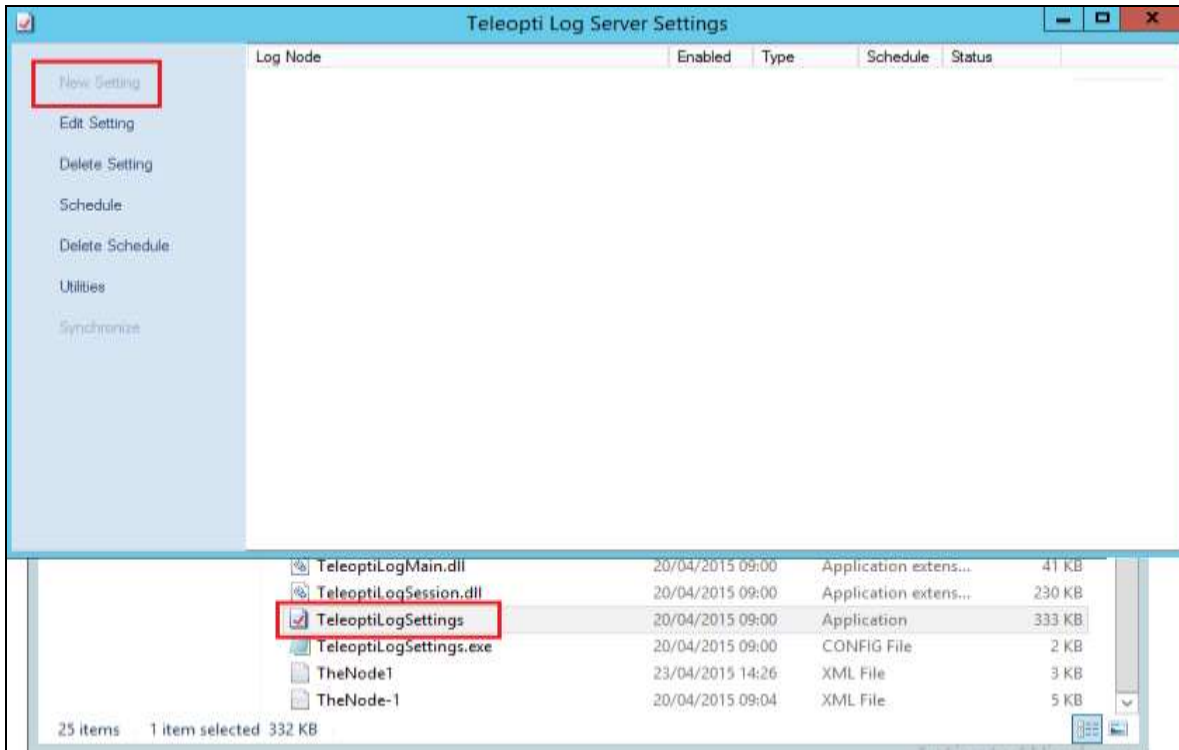 Teleopti Log Server Settings
Log Node Enabled Type Schedule Status
New Setting
Edit Setting
Delete Setting
Schedule
Delete Schedule
Utilities
Synchronize
TeleoptiLogMain.dll 20/04/2015 09:00 Application extens... 41 KB
TeleoptiLogSession.dll 20/04/2015 09:00 Application extens... 230 KB
TeleoptiLogSettings 20/04/2015 09:00 Application 333 KB
TeleoptiLogSettings.exe 20/04/2015 09:00 CONFIG File 2 KB
TheNode1 23/04/2015 14:26 XML File 3 KB
TheNode-1 20/04/2015 09:04 XML File 5 KB
25 items 1 item selected 332 KB